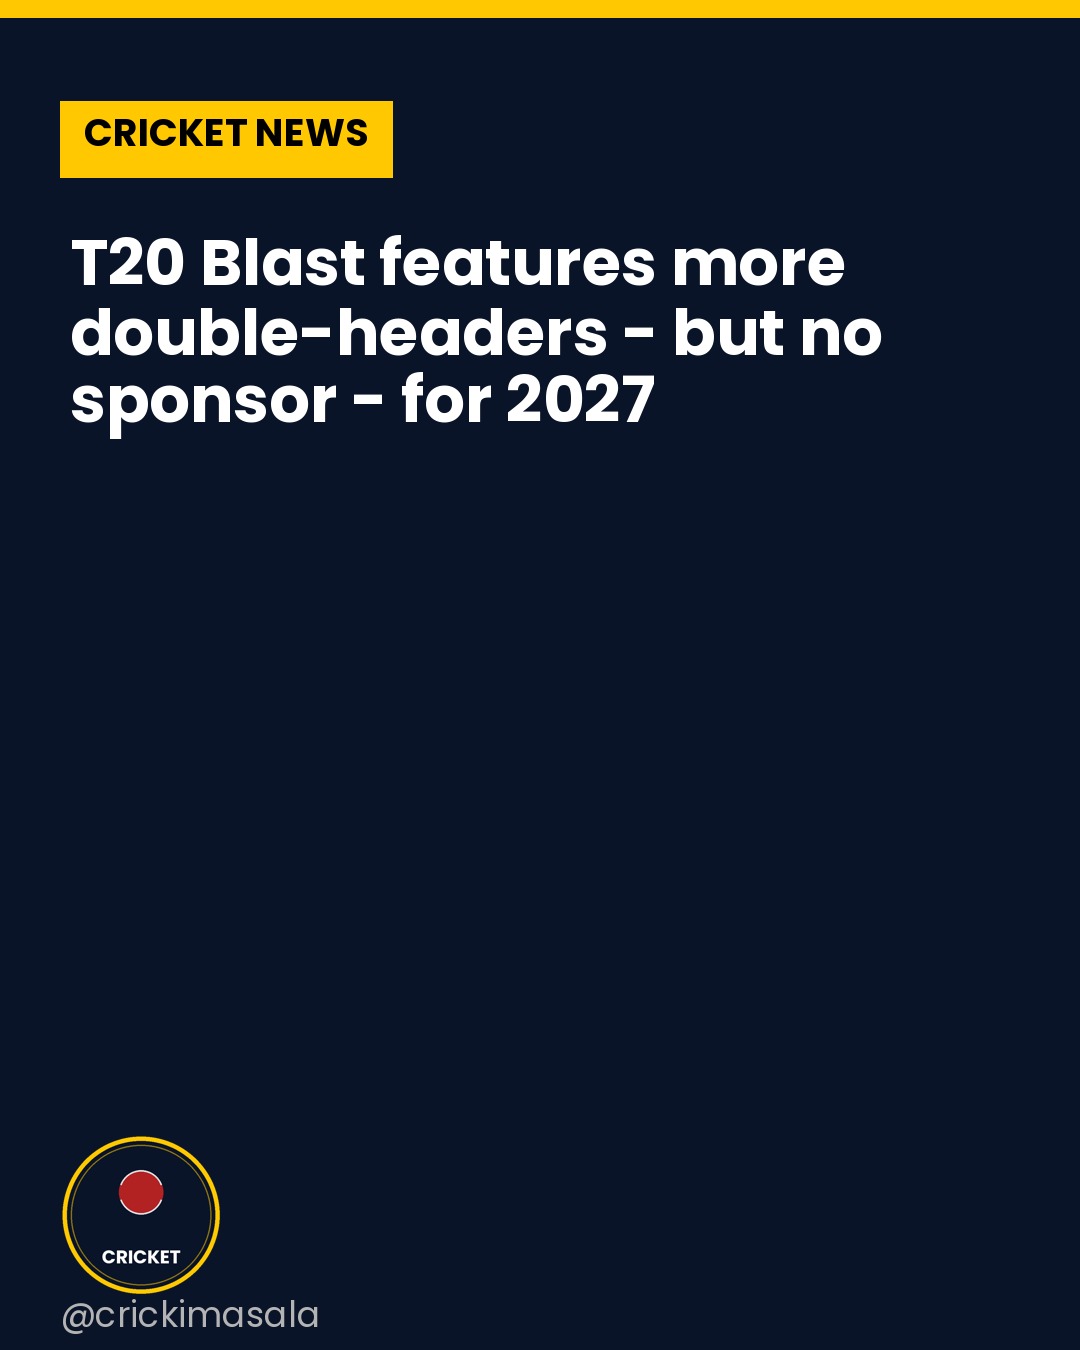 CRICKET NEWS
T20 Blast features more
double-headers - but no
sponsor - for 2027
CRICKET
@crickimasala